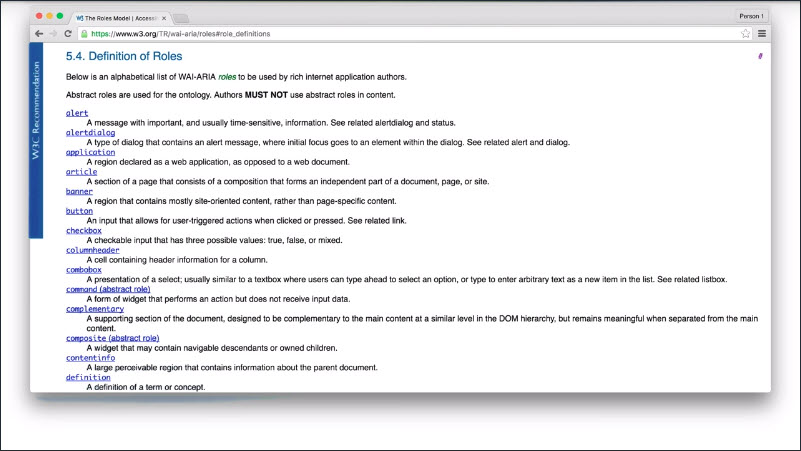 W3C The Roles Model | Accessi
Person 1
https://www.w3.org/TR/wai-aria/roles#role_definitions
W3C Recommendation
5.4. Definition of Roles
Below is an alphabetical list of WAI-ARIA roles to be used by rich internet application authors.
Abstract roles are used for the ontology. Authors MUST NOT use abstract roles in content.
alert
A message with important, and usually time-sensitive, information. See related alertdialog and status.
alertdialog
A type of dialog that contains an alert message, where initial focus goes to an element within the dialog. See related alert and dialog.
application
A region declared as a web application, as opposed to a web document.
article
A section of a page that consists of a composition that forms an independent part of a document, page, or site.
banner
A region that contains mostly site-oriented content, rather than page-specific content.
button
An input that allows for user-triggered actions when clicked or pressed. See related link.
checkbox
A checkable input that has three possible values: true, false, or mixed.
columnheader
A cell containing header information for a column.
combobox
A presentation of a select; usually similar to a textbox where users can type ahead to select an option, or type to enter arbitrary text as a new item in the list. See related listbox.
command (abstract role)
A form of widget that performs an action but does not receive input data.
complementary
A supporting section of the document, designed to be complementary to the main content at a similar level in the DOM hierarchy, but remains meaningful when separated from the main
content.
composite (abstract role)
A widget that may contain navigable descendants or owned children.
contentinfo
A large perceivable region that contains information about the parent document.
definition
A definition of a term or concept.